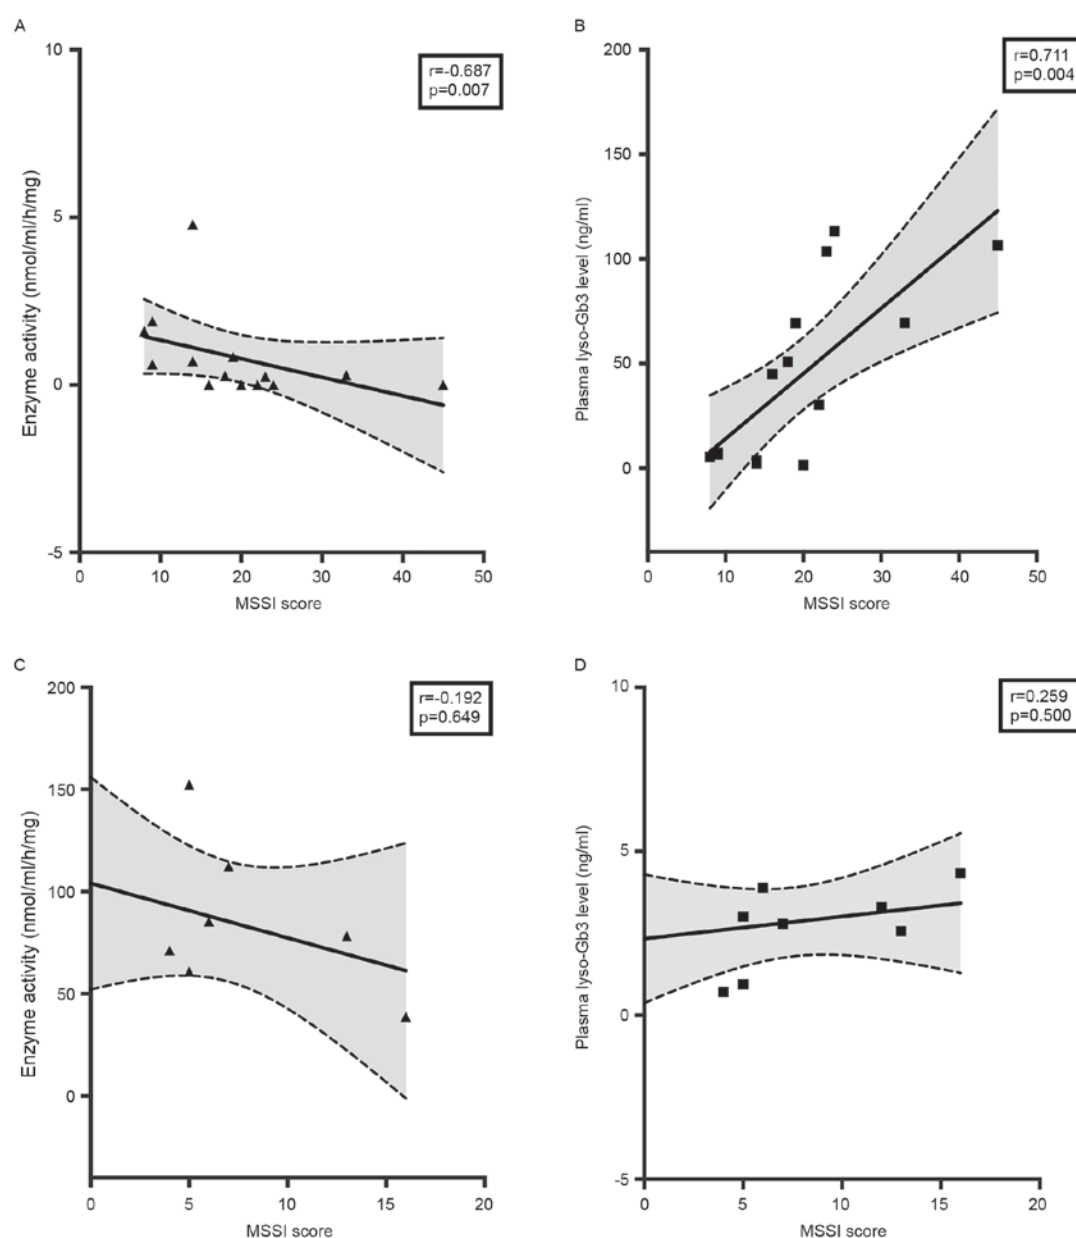 A
10
5
0
-5
Enzyme activity (nmol/ml/h/mg)
r=-0.687
p=0.007
0 10 20 30 40 50
MSSI score
B
200
150
100
50
0
Plasma lyso-Gb3 level (ng/ml)
r=0.711
p=0.004
0 10 20 30 40 50
MSSI score
C
200
150
100
50
0
Enzyme activity (nmol/ml/h/mg)
r=-0.192
p=0.649
0 5 10 15 20
MSSI score
D
10
5
0
-5
Plasma lyso-Gb3 level (ng/ml)
r=0.259
p=0.500
0 5 10 15 20
MSSI score